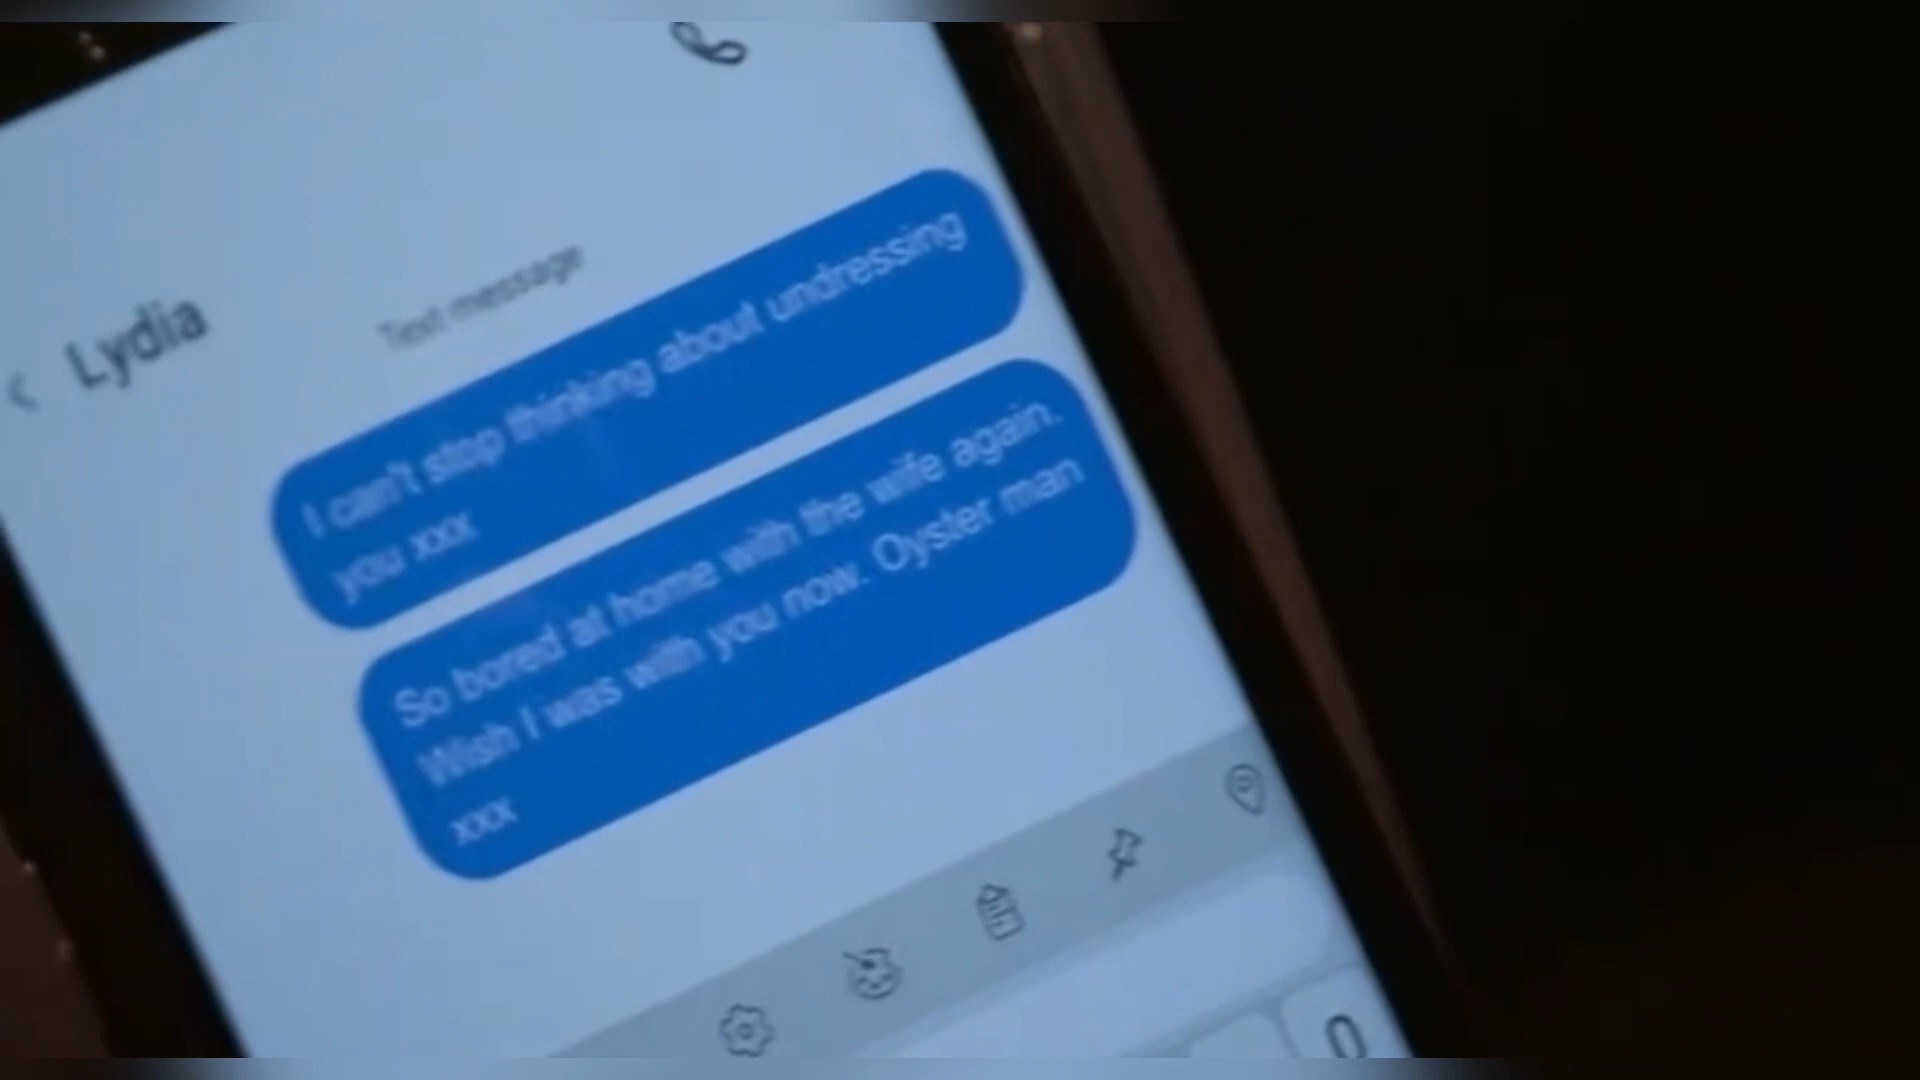 Lydia
Text message
I can't stop thinking about undressing
you xxx
So bored at home with the wife again.
Wish I was with you now. Oyster man
xxx
0